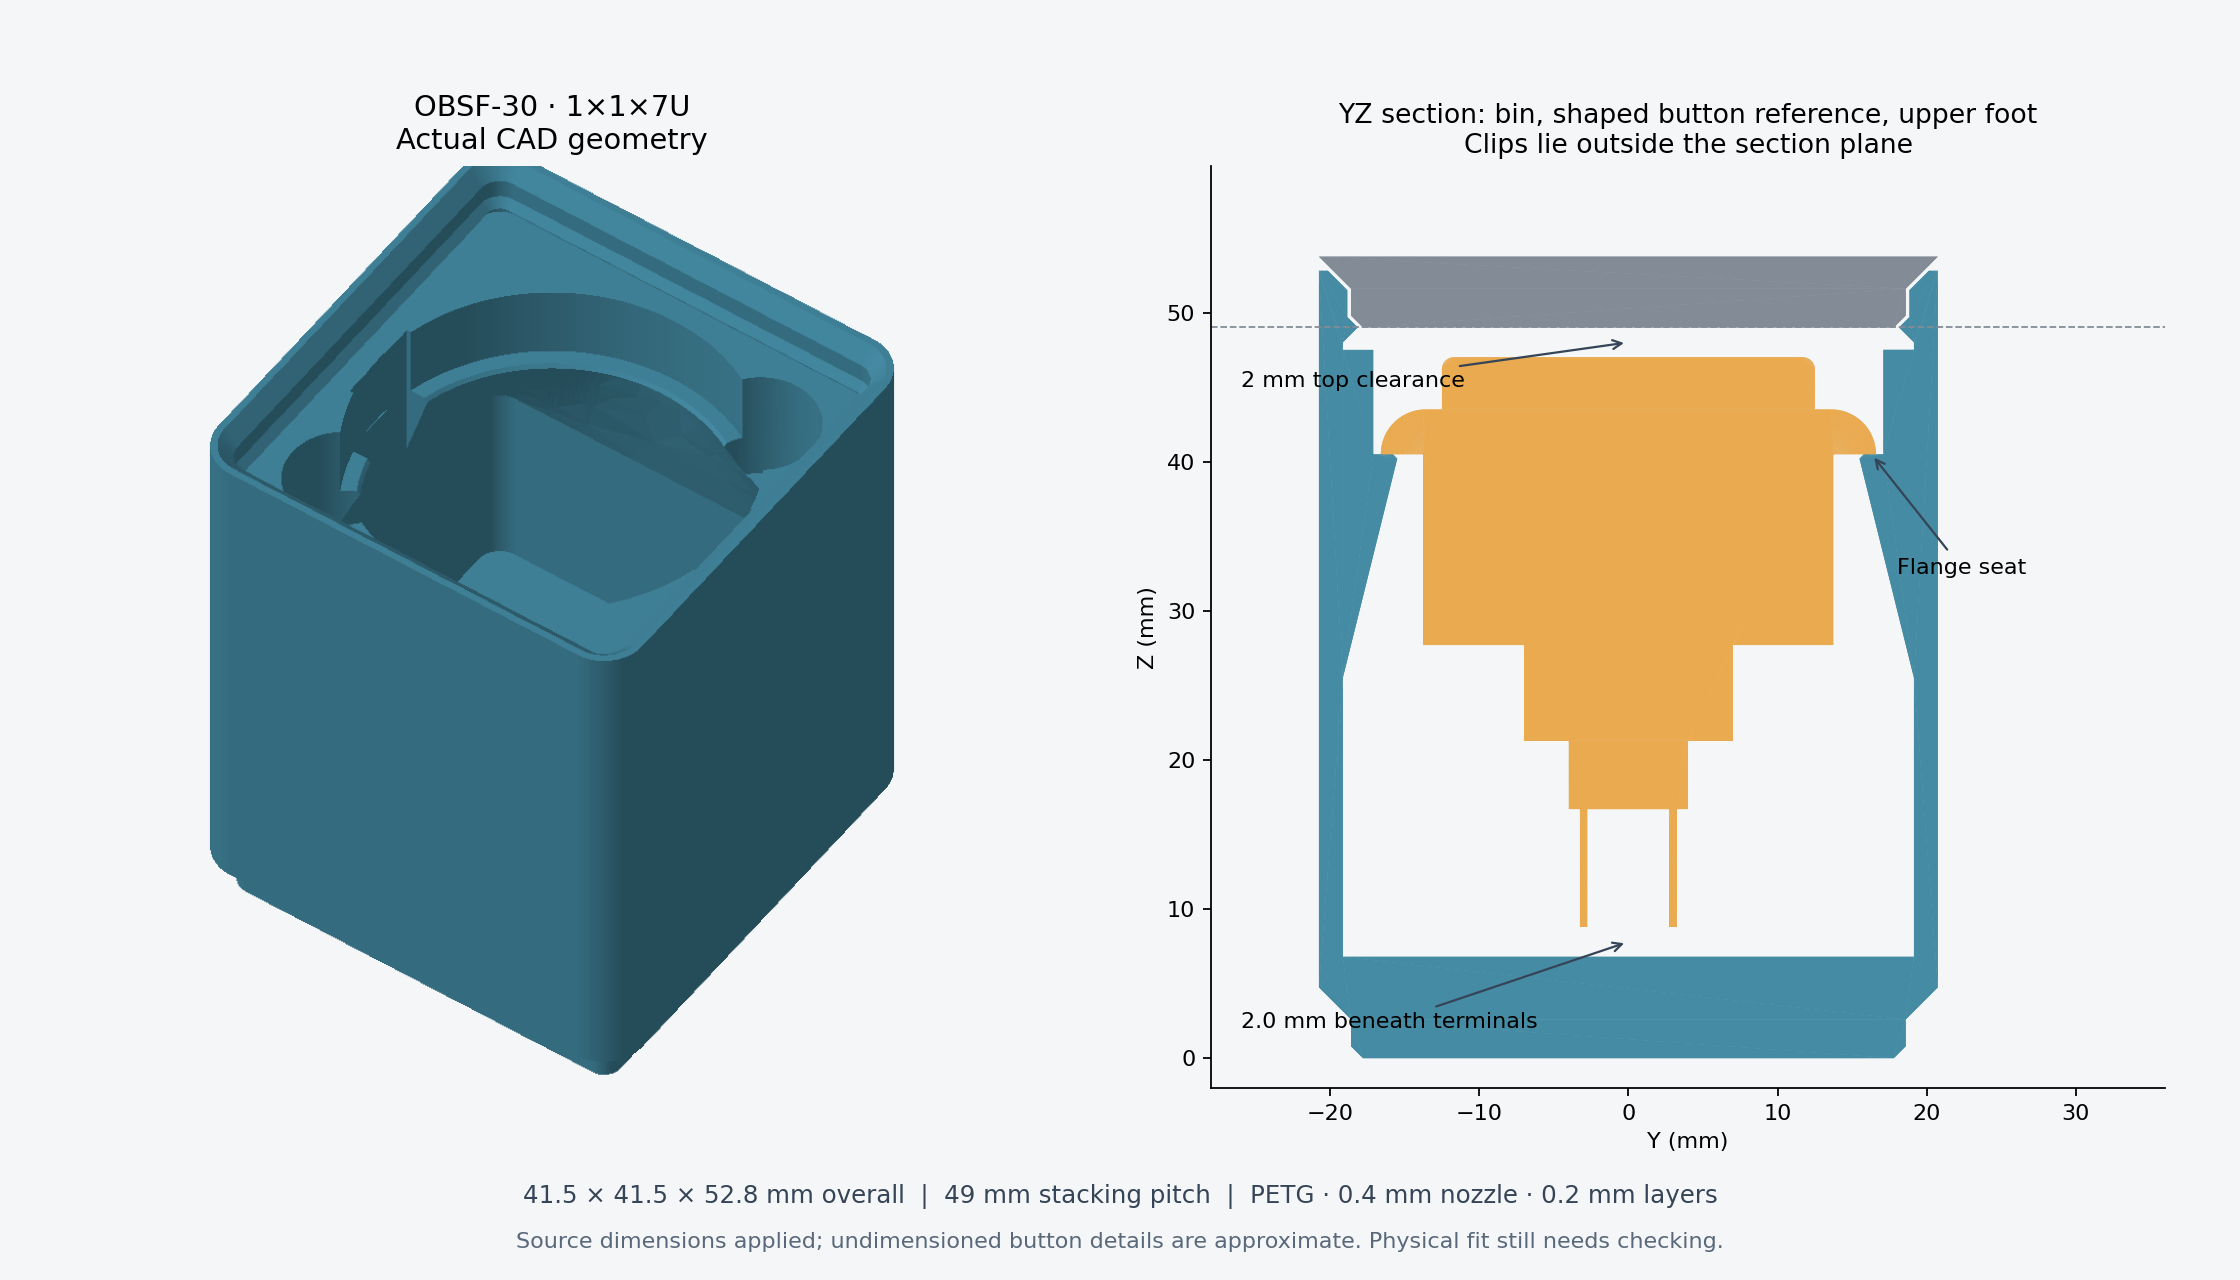 OBSF-30 · 1×1×7U
Actual CAD geometry
YZ section: bin, shaped button reference, upper foot
Clips lie outside the section plane
50
40
30
20
10
0
Z (mm)
2 mm top clearance
Flange seat
2.0 mm beneath terminals
−20
−10
0
10
20
30
Y (mm)
41.5 × 41.5 × 52.8 mm overall | 49 mm stacking pitch | PETG · 0.4 mm nozzle · 0.2 mm layers
Source dimensions applied; undimensioned button details are approximate. Physical fit still needs checking.